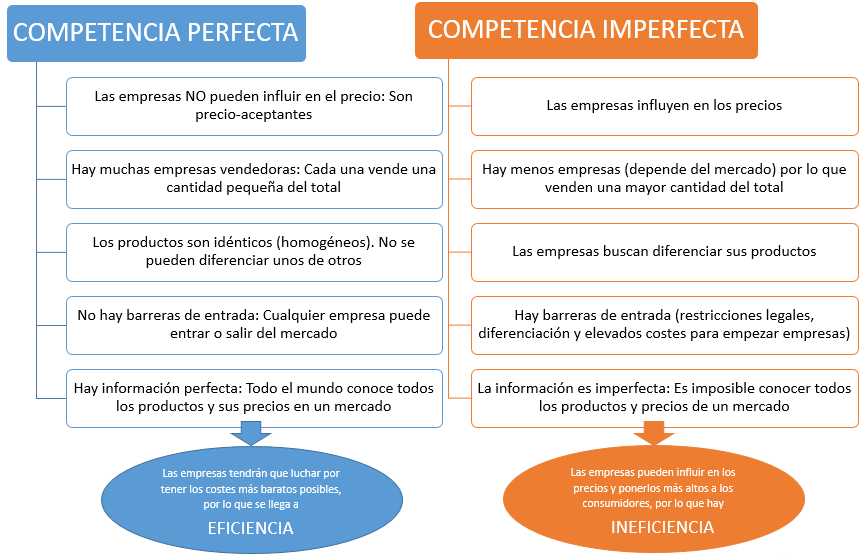 COMPETENCIA PERFECTA
Las empresas NO pueden influir en el precio: Son
precio-aceptantes
Hay muchas empresas vendedoras: Cada una vende una
cantidad pequeña del total
Los productos son idénticos (homogéneos). No se
pueden diferenciar unos de otros
No hay barreras de entrada: Cualquier empresa puede
entrar o salir del mercado
Hay información perfecta: Todo el mundo conoce todos
los productos y sus precios en un mercado
Las empresas tendrán que luchar por
tener los costes más baratos posibles,
por lo que se llega a
EFICIENCIA
COMPETENCIA IMPERFECTA
Las empresas influyen en los precios
Hay menos empresas (depende del mercado) por lo que
venden una mayor cantidad del total
Las empresas buscan diferenciar sus productos
Hay barreras de entrada (restricciones legales,
diferenciación y elevados costes para empezar empresas)
La información es imperfecta: Es imposible conocer todos
los productos y precios de un mercado
Las empresas pueden influir en los
precios y ponerlos más altos a los
consumidores, por lo que hay
INEFICIENCIA